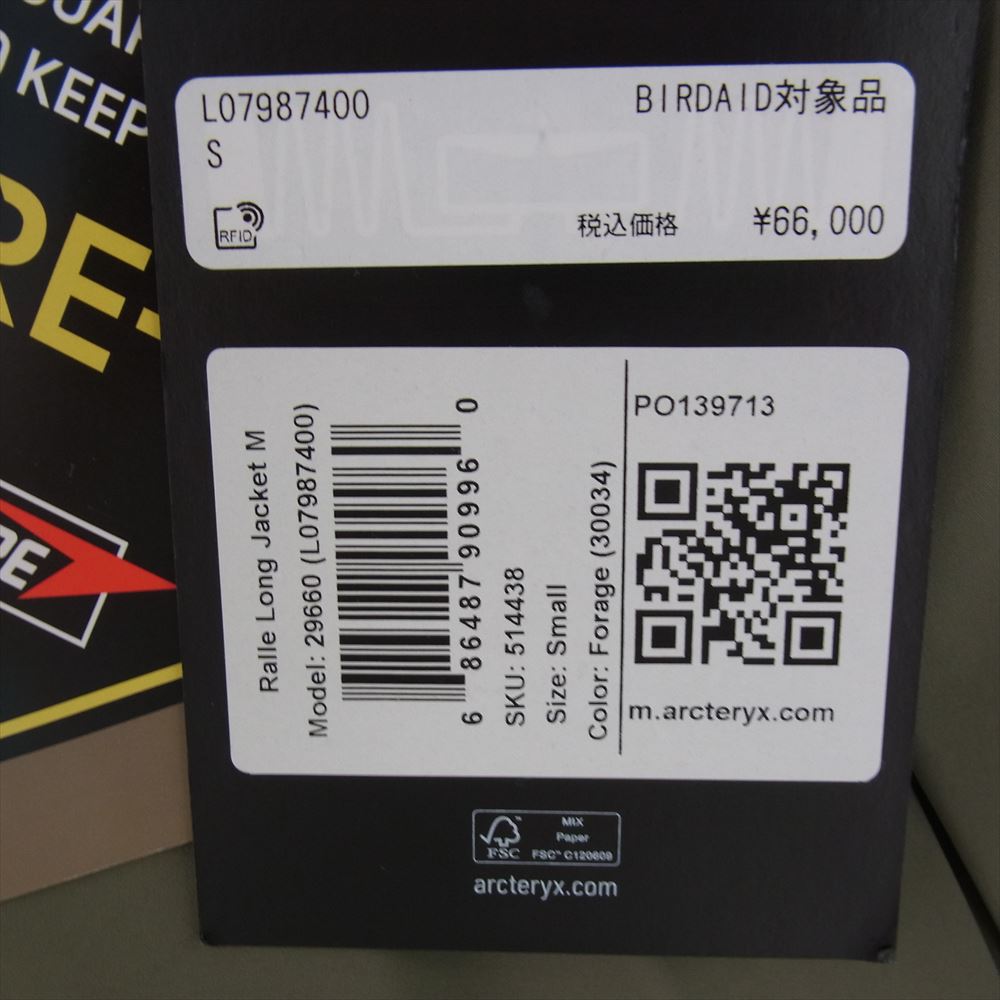 KEEP
RE-
L07987400
BIRDAID対象品
S
RFID
税込価格
¥66,000
Ralle Long Jacket M
Model: 29660 (L07987400)
6 86487 90996 0
SKU: 514438
Size: Small
Color: Forage (30034)
PO139713
m.arcteryx.com
FSC
MIX
Paper
FSC™ C120609
arcteryx.com